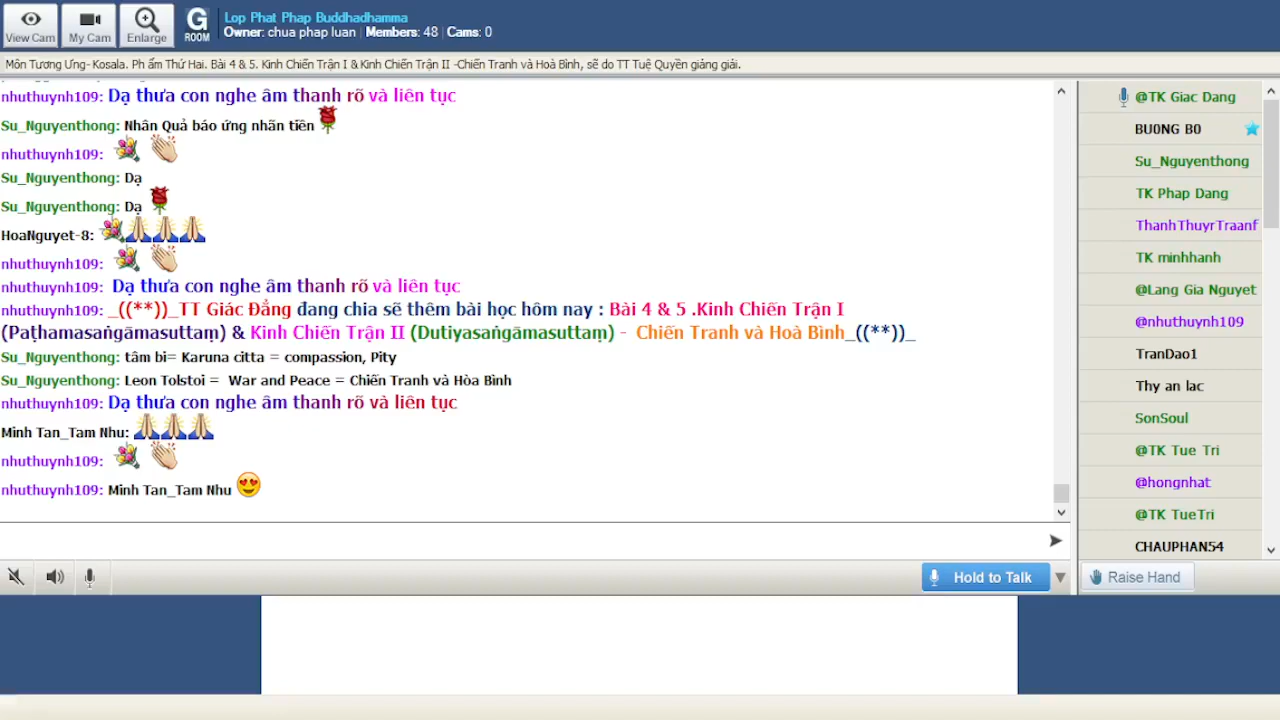 View Cam
My Cam
Enlarge
G
ROOM
Lop Phat Phap Buddhadhamma
Owner: chua phap luan | Members: 48 | Cams: 0
Môn Tương Ưng- Kosala. Ph ẩm Thứ Hai. Bài 4 & 5. Kinh Chiến Trận I & Kinh Chiến Trận II -Chiến Tranh và Hoà Bình, sẽ do TT Tuệ Quyền giảng giải.
nhuthuynh109: Dạ thưa con nghe âm thanh rõ và liên tục
Su_Nguyenthong: Nhân Quả báo ứng nhãn tiền
nhuthuynh109:
Su_Nguyenthong: Dạ
Su_Nguyenthong: Dạ
HoaNguyet-8:
nhuthuynh109:
nhuthuynh109: Dạ thưa con nghe âm thanh rõ và liên tục
nhuthuynh109: _((**))_TT Giác Đẳng đang chia sẽ thêm bài học hôm nay : Bài 4 & 5 .Kinh Chiến Trận I
(Paṭhamasaṅgāmasuttaṃ) & Kinh Chiến Trận II (Dutiyasaṅgāmasuttaṃ) - Chiến Tranh và Hoà Bình_((**))_
Su_Nguyenthong: tâm bi= Karuna citta = compassion, Pity
Su_Nguyenthong: Leon Tolstoi = War and Peace = Chiến Tranh và Hòa Bình
nhuthuynh109: Dạ thưa con nghe âm thanh rõ và liên tục
Minh Tan_Tam Nhu:
nhuthuynh109:
nhuthuynh109: Minh Tan_Tam Nhu
@TK Giac Dang
BU0NG B0
Su_Nguyenthong
TK Phap Dang
ThanhThuyrTraanf
TK minhhanh
@Lang Gia Nguyet
@nhuthuynh109
TranDao1
Thy an lac
SonSoul
@TK Tue Tri
@hongnhat
@TK TueTri
CHAUPHAN54
Hold to Talk
Raise Hand